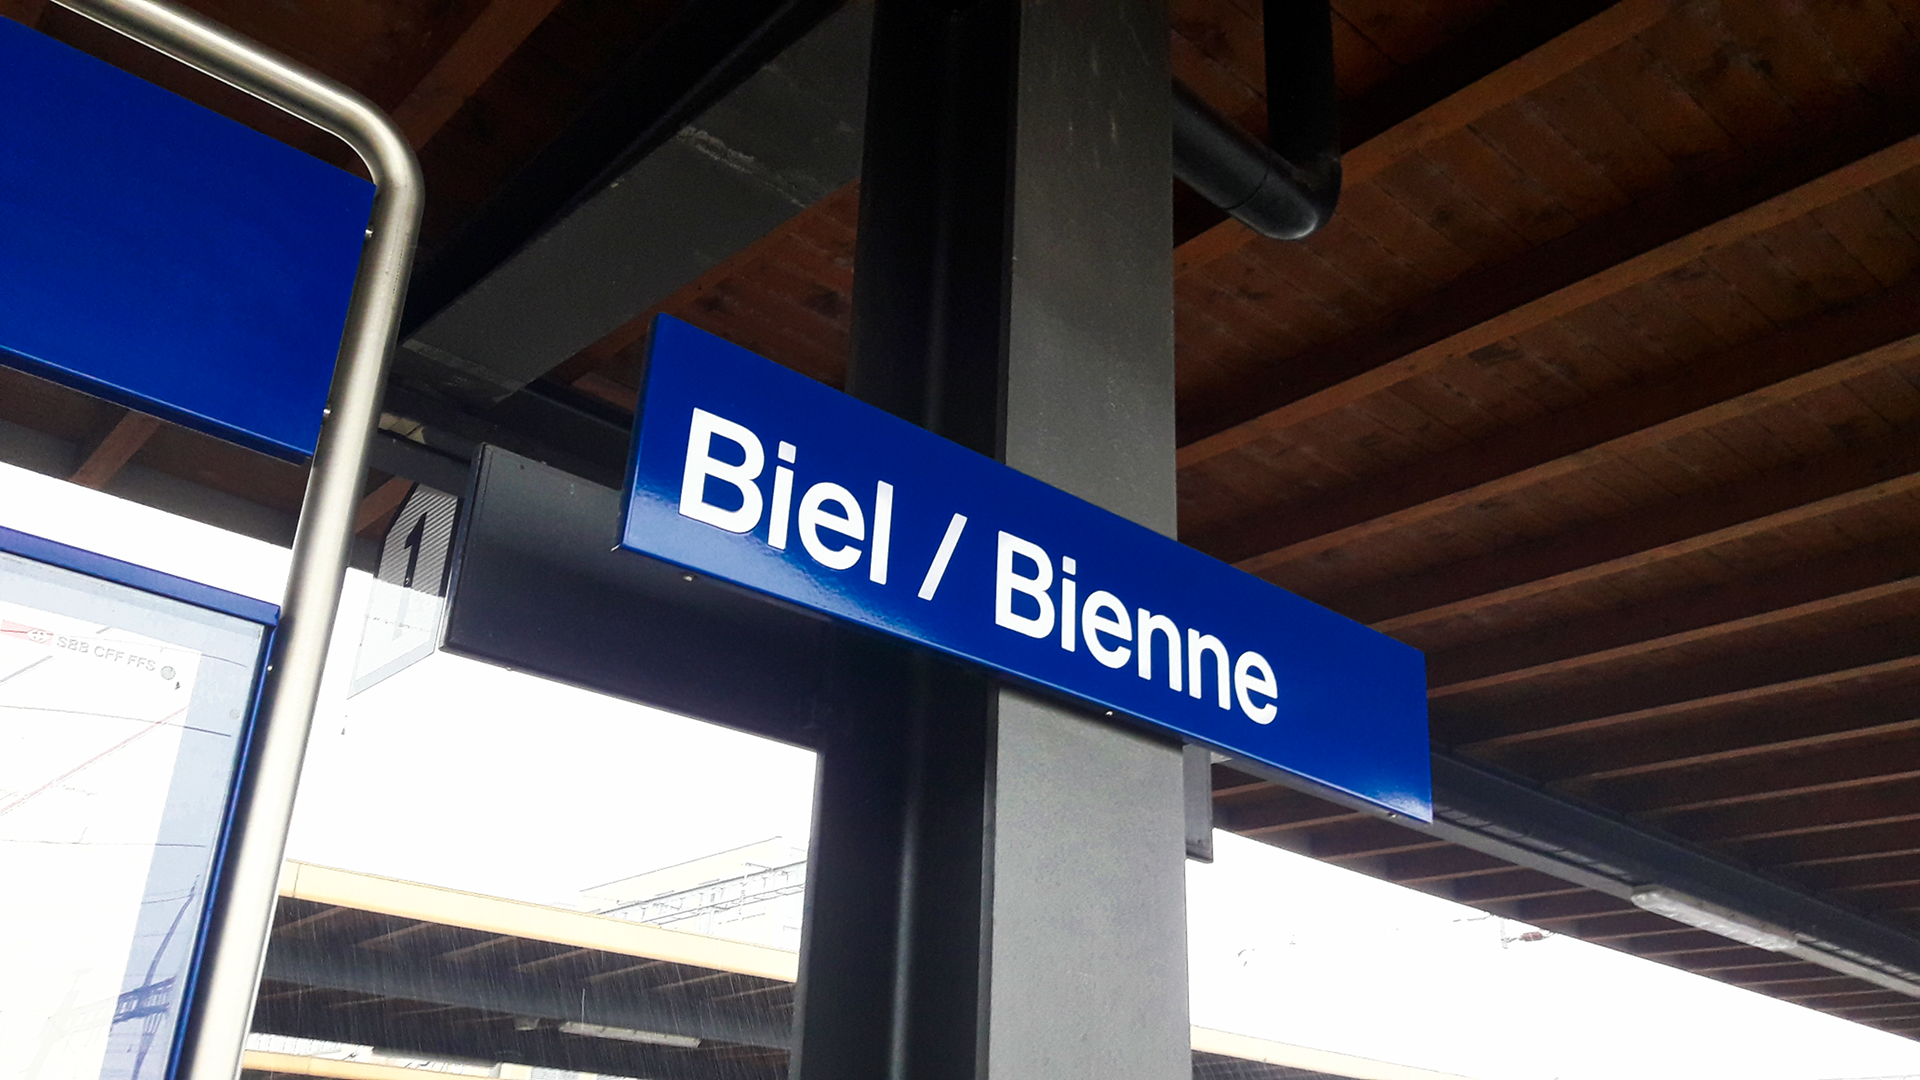 1
SBB CFF FFS
Biel / Bienne